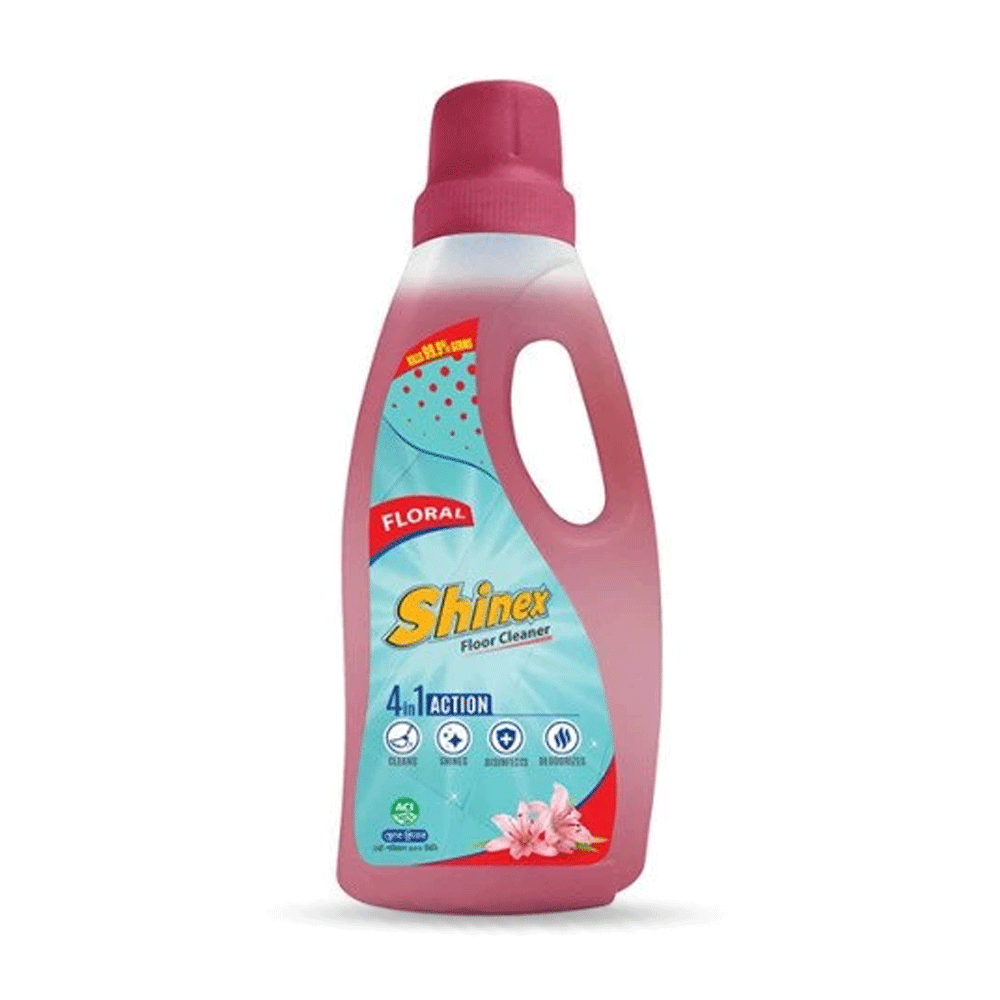 KILLS 99.9% GERMS
FLORAL
Shinex
Floor Cleaner
4in1 ACTION
CLEANS SHINES DISINFECTS DEODORIZES
ACI